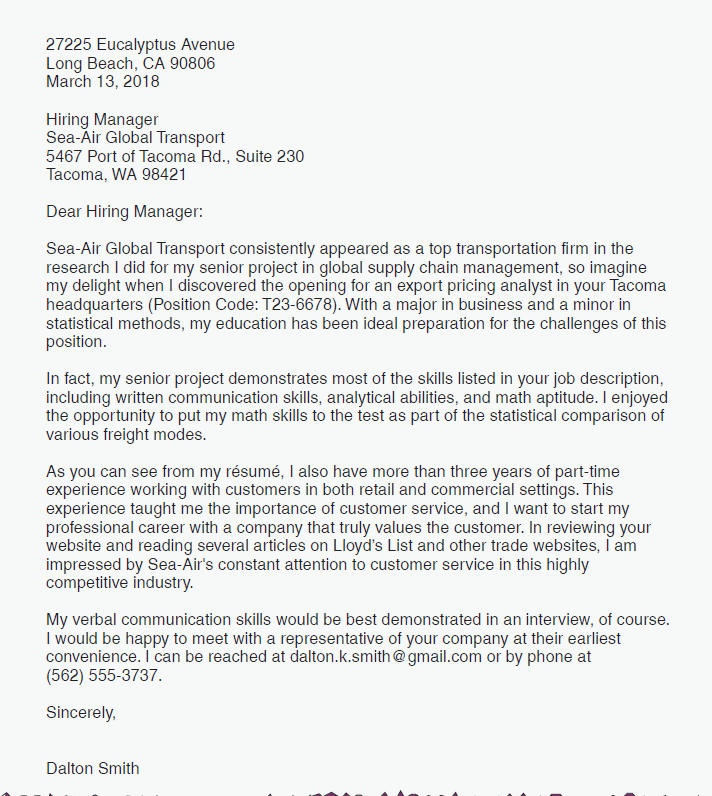 27225 Eucalyptus Avenue
Long Beach, CA 90806
March 13, 2018
Hiring Manager
Sea-Air Global Transport
5467 Port of Tacoma Rd., Suite 230
Tacoma, WA 98421
Dear Hiring Manager:
Sea-Air Global Transport consistently appeared as a top transportation firm in the
research I did for my senior project in global supply chain management, so imagine
my delight when I discovered the opening for an export pricing analyst in your Tacoma
headquarters (Position Code: T23-6678). With a major in business and a minor in
statistical methods, my education has been ideal preparation for the challenges of this
position.
In fact, my senior project demonstrates most of the skills listed in your job description,
including written communication skills, analytical abilities, and math aptitude. I enjoyed
the opportunity to put my math skills to the test as part of the statistical comparison of
various freight modes.
As you can see from my résumé, I also have more than three years of part-time
experience working with customers in both retail and commercial settings. This
experience taught me the importance of customer service, and I want to start my
professional career with a company that truly values the customer. In reviewing your
website and reading several articles on Lloyd’s List and other trade websites, I am
impressed by Sea-Air's constant attention to customer service in this highly
competitive industry.
My verbal communication skills would be best demonstrated in an interview, of course.
I would be happy to meet with a representative of your company at their earliest
convenience. I can be reached at dalton.k.smith@gmail.com or by phone at
(562) 555-3737.
Sincerely,
Dalton Smith